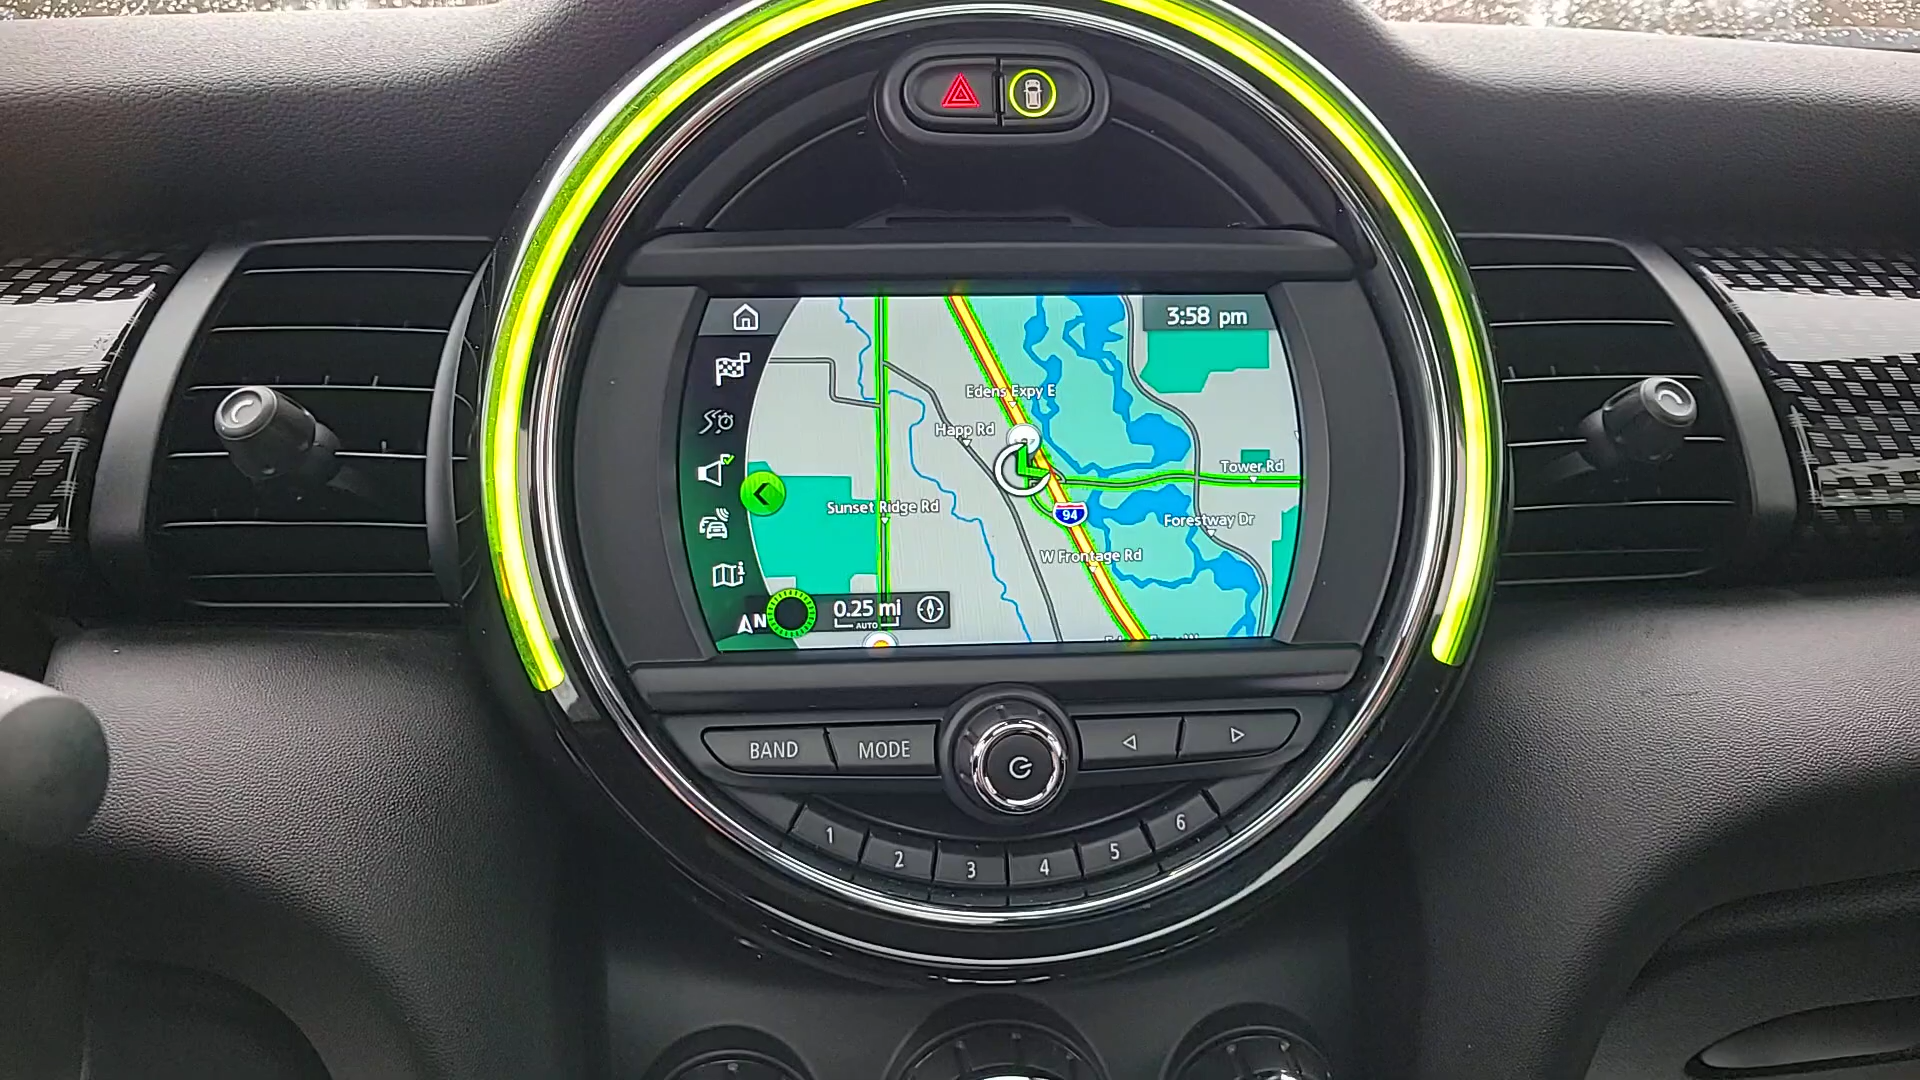 3:58 pm
Edens Expy E
Happ Rd
Tower Rd
Sunset Ridge Rd
94
Forestway Dr
W Frontage Rd
N
0.25 mi
AUTO
BAND
MODE
1
2
3
4
5
6